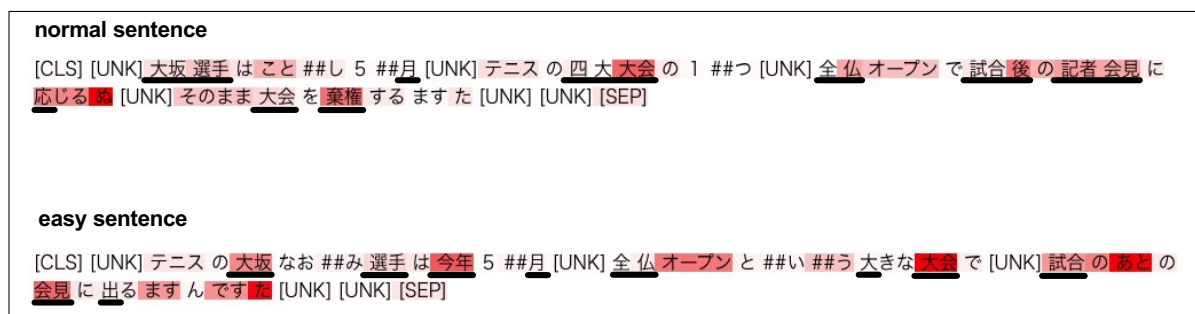 normal sentence
[CLS] [UNK] 大坂 選手 は こと ##し 5 ##月 [UNK] テニス の 四 大 大会 の 1 ##つ [UNK] 全 仏 オープン で 試合 後 の 記者 会見 に
応じる ぬ [UNK] そのまま 大会 を 棄権 する ます た [UNK] [UNK] [SEP]
easy sentence
[CLS] [UNK] テニス の 大坂 なお ##み 選手 は 今年 5 ##月 [UNK] 全 仏 オープン と ##い ##う 大きな 大会 で [UNK] 試合 の あと の
会見 に 出る ます ん です た [UNK] [UNK] [SEP]